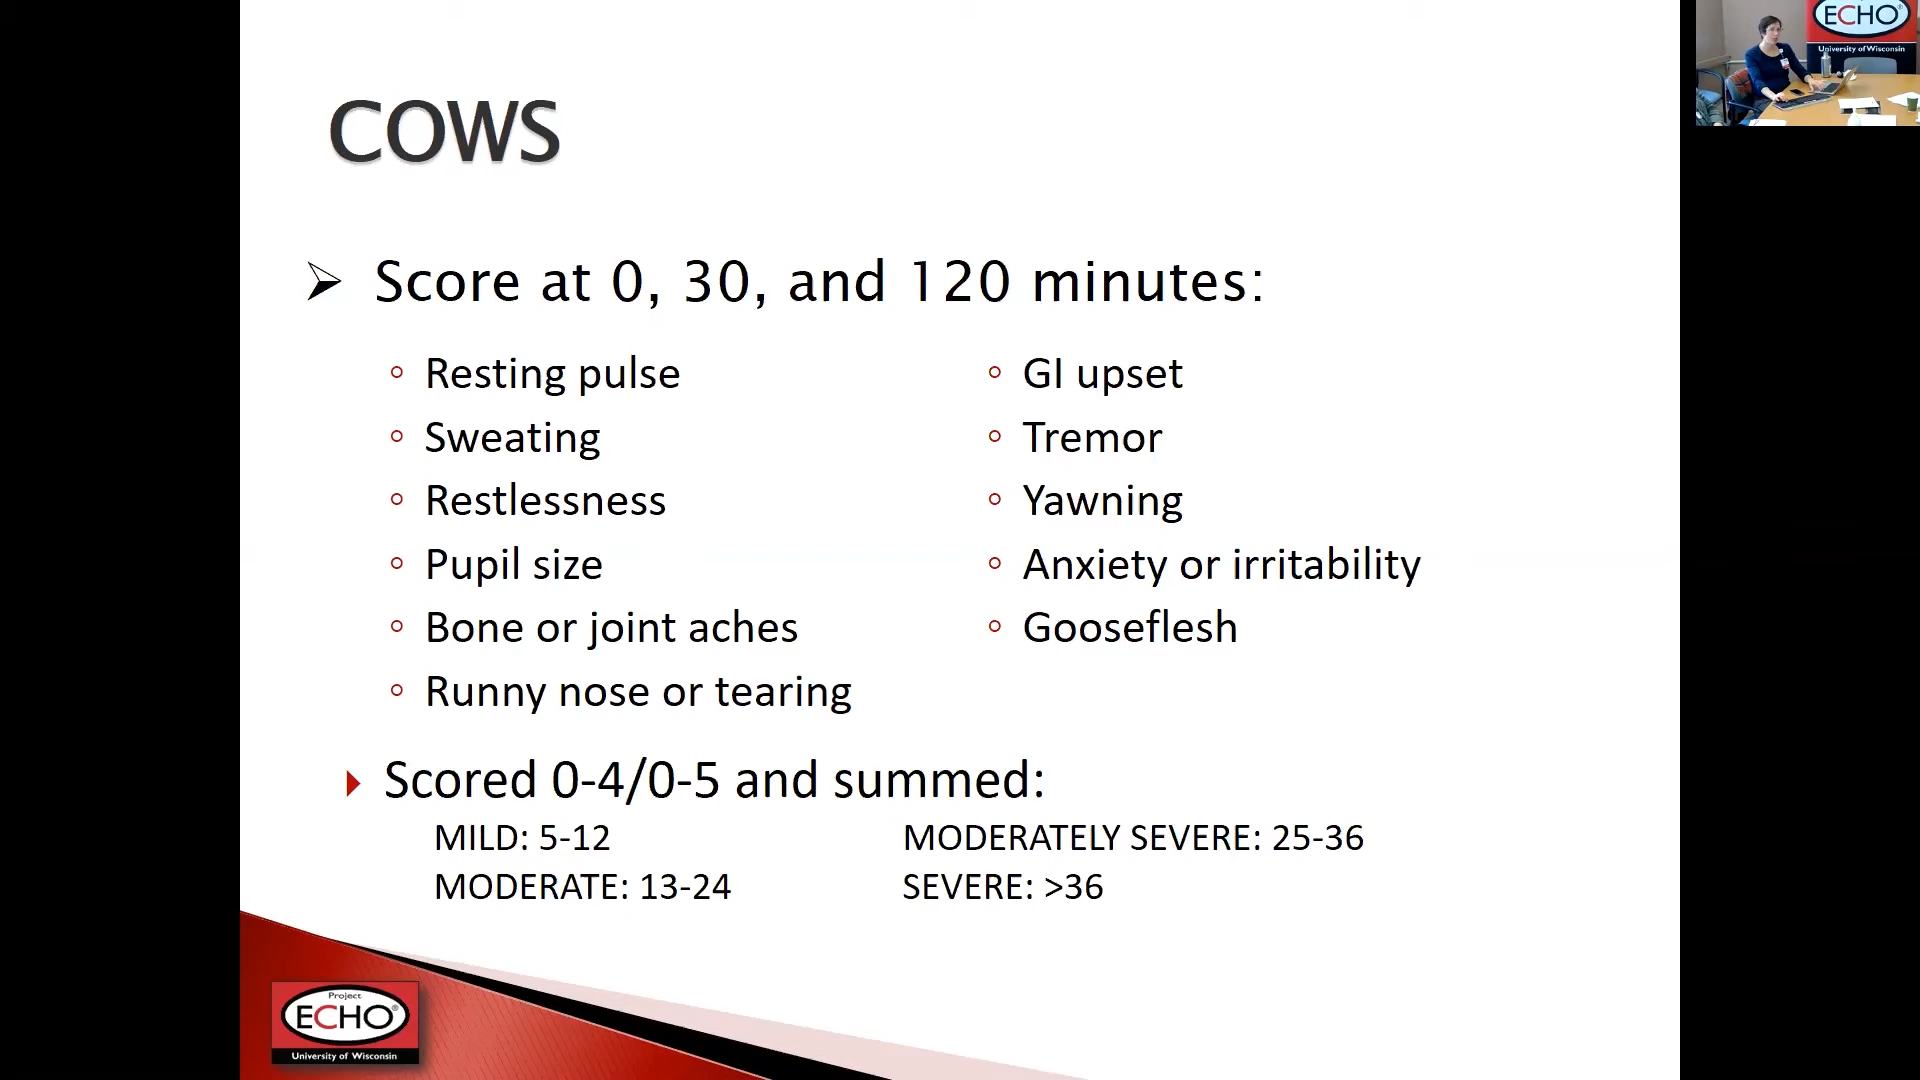 COWS
Score at 0, 30, and 120 minutes:
Resting pulse
Sweating
Restlessness
Pupil size
Bone or joint aches
Runny nose or tearing
GI upset
Tremor
Yawning
Anxiety or irritability
Gooseflesh
Scored 0-4/0-5 and summed:
MILD: 5-12
MODERATE: 13-24
MODERATELY SEVERE: 25-36
SEVERE: >36
Project
ECHO®
University of Wisconsin
ECHO®
University of Wisconsin